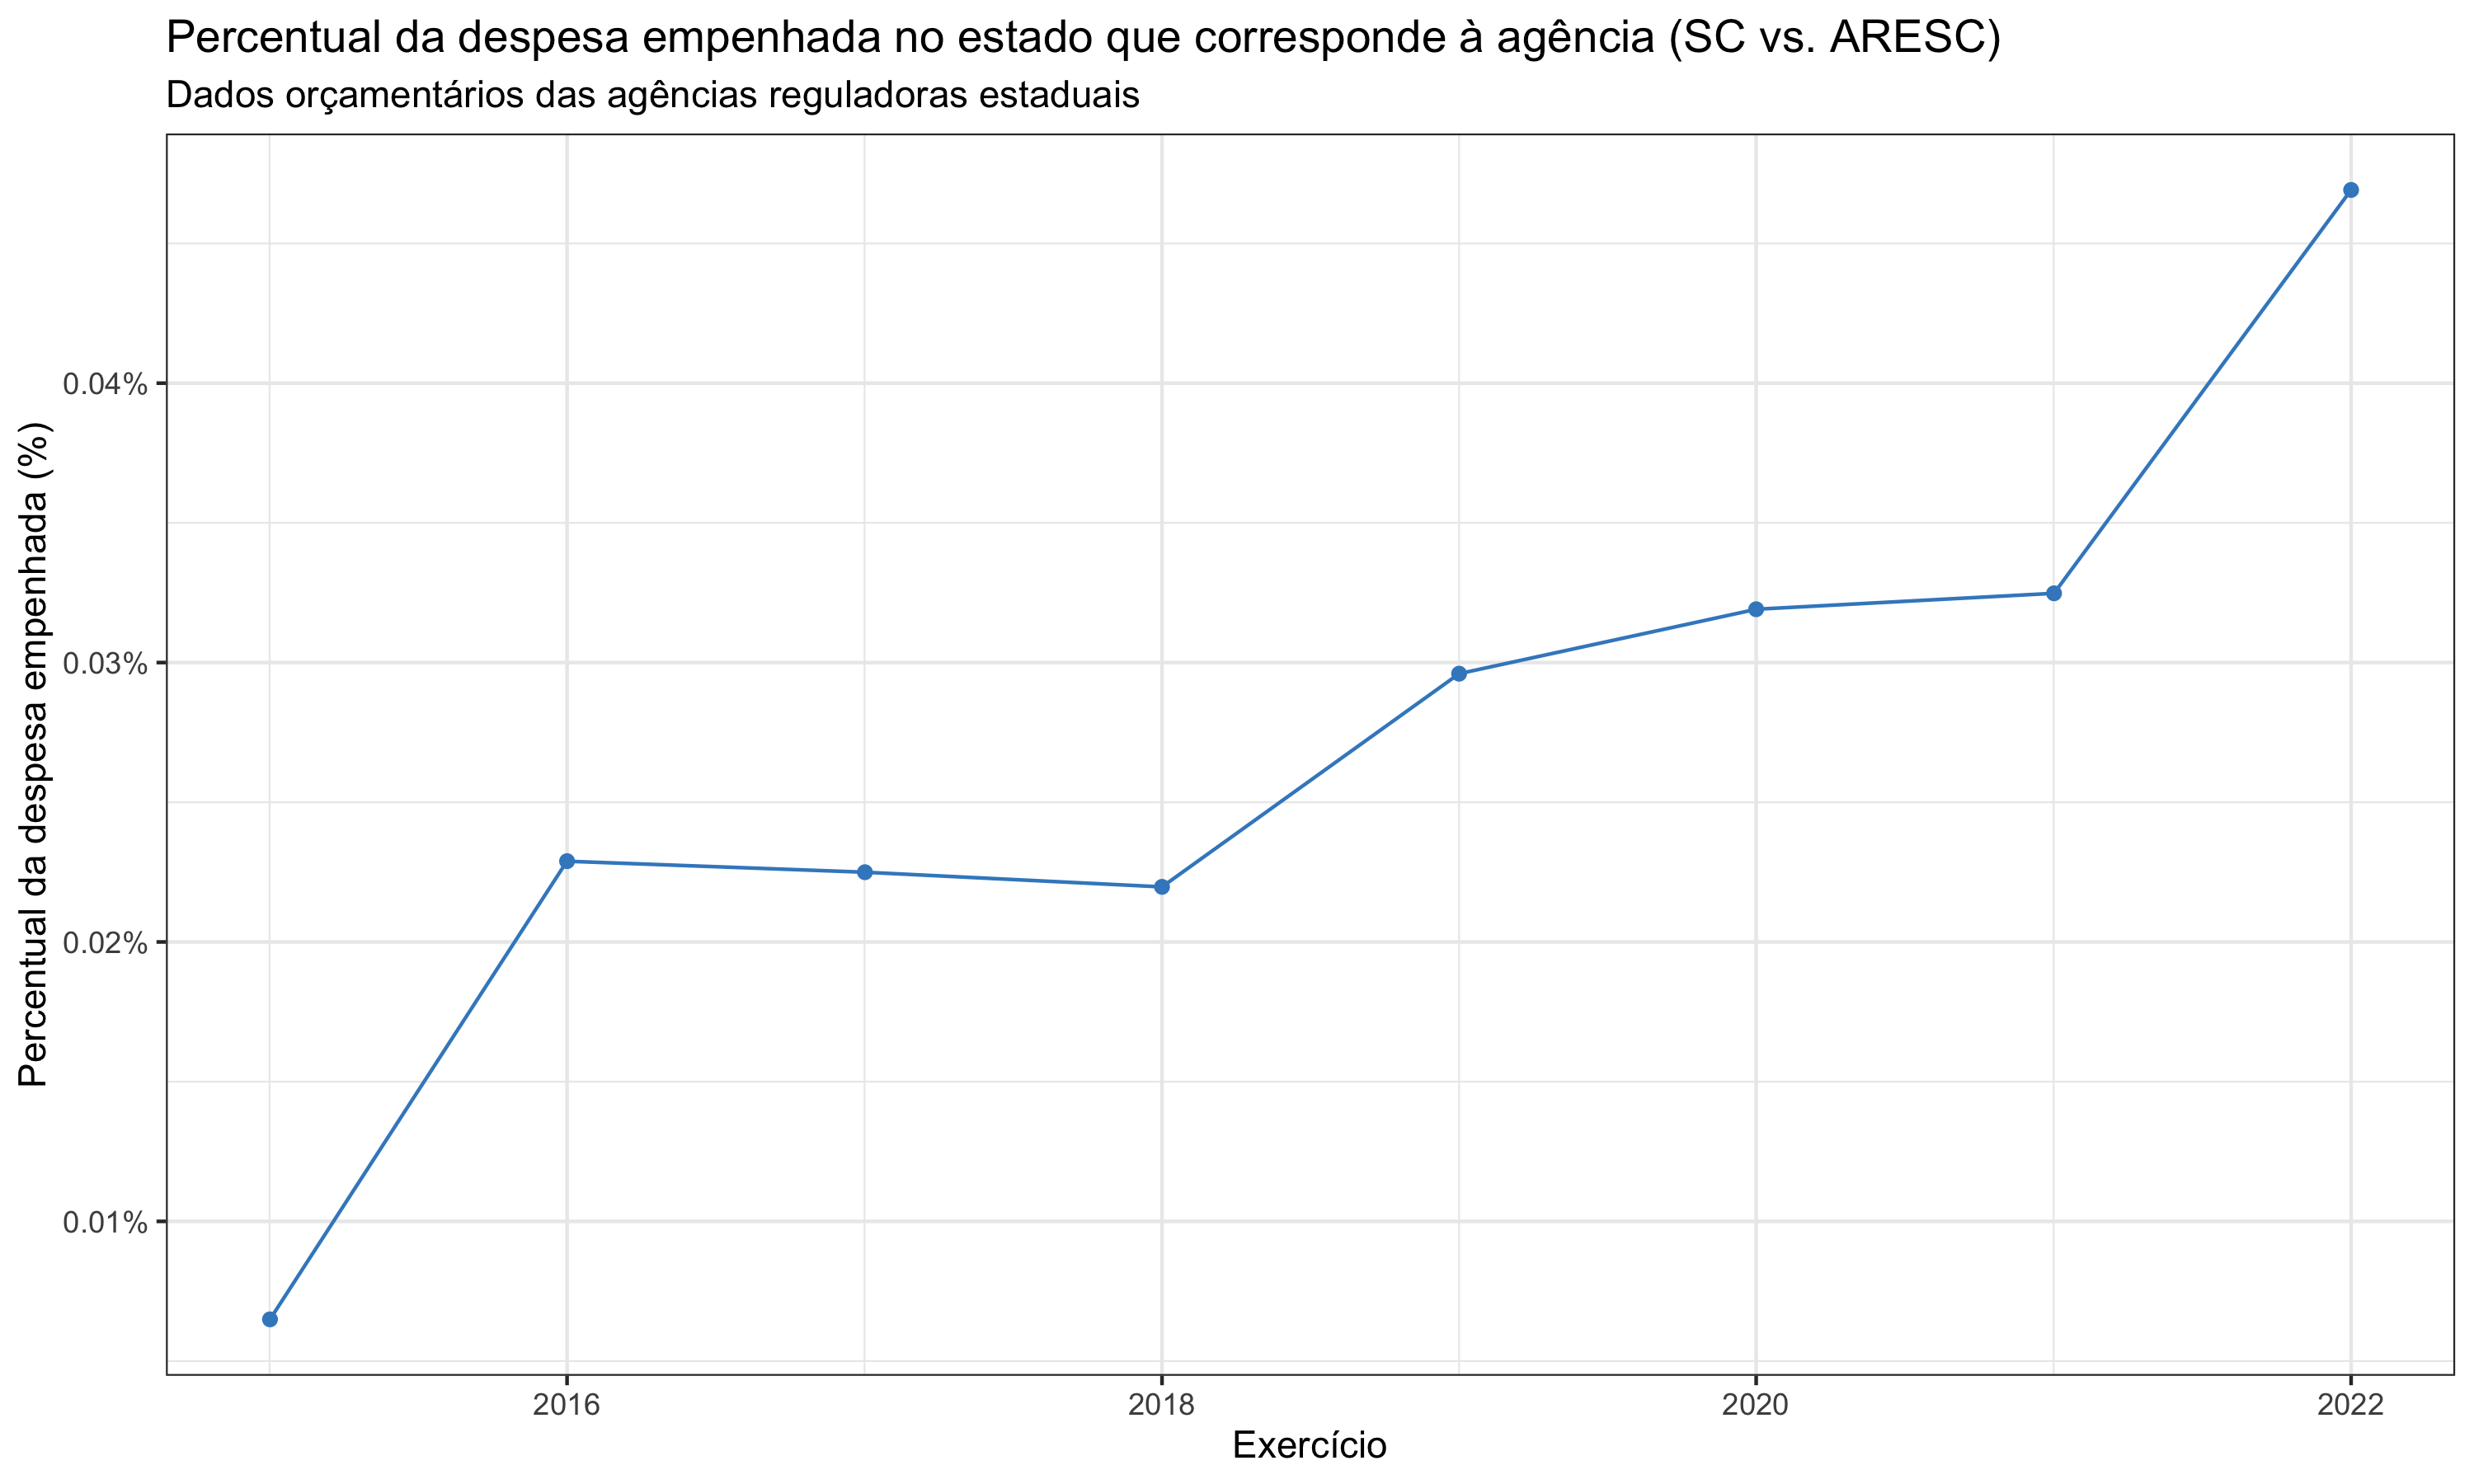 Percentual da despesa empenhada no estado que corresponde à agência (SC vs. ARESC)
Dados orçamentários das agências reguladoras estaduais
Percentual da despesa empenhada (%)
0.04%
0.03%
0.02%
0.01%
2016
2018
2020
2022
Exercício